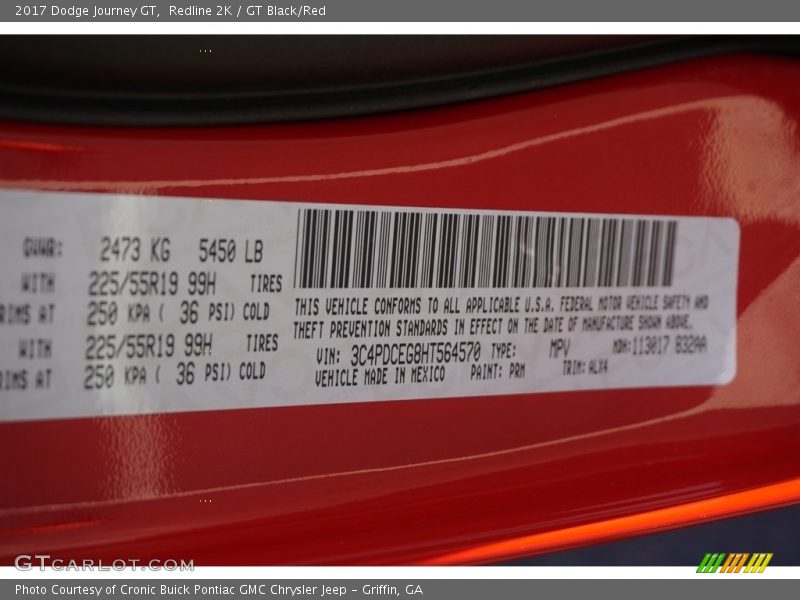 2017 Dodge Journey GT, Redline 2K / GT Black/Red
GVWR: 2473 KG 5450 LB
WITH 225/55R19 99H TIRES
RIMS AT 250 KPA ( 36 PSI) COLD
WITH 225/55R19 99H TIRES
RIMS AT 250 KPA ( 36 PSI) COLD
THIS VEHICLE CONFORMS TO ALL APPLICABLE U.S.A. FEDERAL MOTOR VEHICLE SAFETY AND
THEFT PREVENTION STANDARDS IN EFFECT ON THE DATE OF MANUFACTURE SHOWN ABOVE.
VIN: 3C4PDCEG8HT564570 TYPE: MPV MDH: 113017 832AA
VEHICLE MADE IN MEXICO PAINT: PRM TRIM: ALX4
GTCARLOT.COM
Photo Courtesy of Cronic Buick Pontiac GMC Chrysler Jeep - Griffin, GA